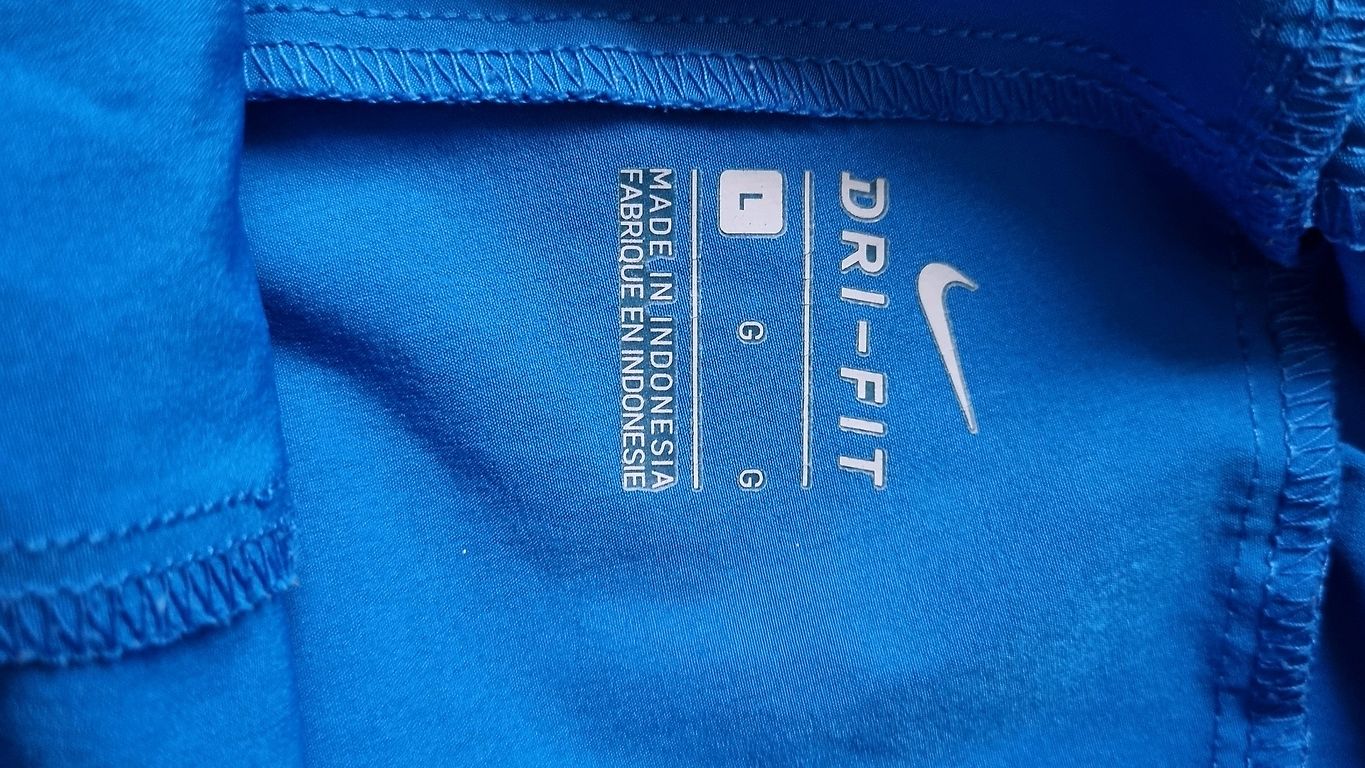 DRI-FIT
L G G
MADE IN INDONESIA
FABRIQUE EN INDONESIE